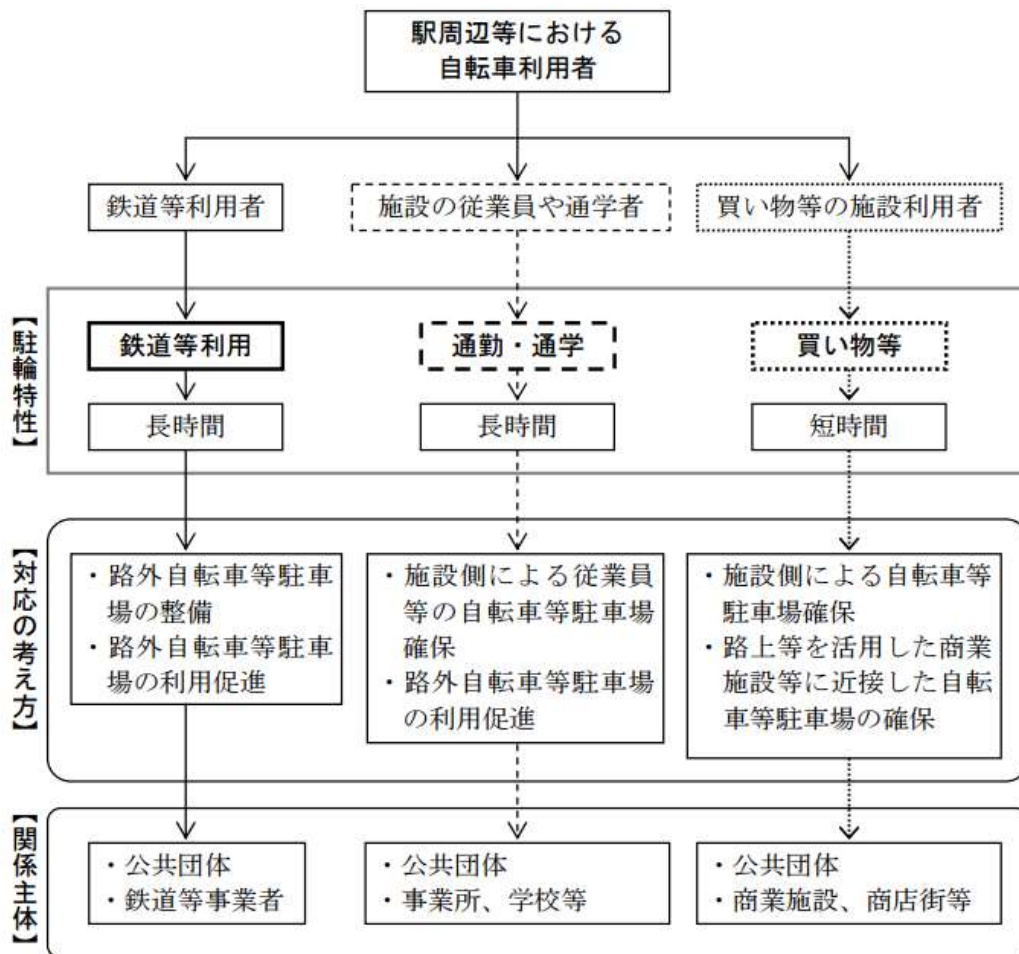 駅周辺等における
自転車利用者
鉄道等利用者
施設の従業員や通学者
買い物等の施設利用者
【駐輪特性】
鉄道等利用
通勤・通学
買い物等
長時間
長時間
短時間
【対応の考え方】
・路外自転車等駐車
場の整備
・路外自転車等駐車
場の利用促進
・施設側による従業員
等の自転車等駐車場
確保
・路外自転車等駐車場
の利用促進
・施設側による自転車等
駐車場確保
・路上等を活用した商業
施設等に近接した自転
車等駐車場の確保
【関係主体】
・公共団体
・鉄道等事業者
・公共団体
・事業所、学校等
・公共団体
・商業施設、商店街等